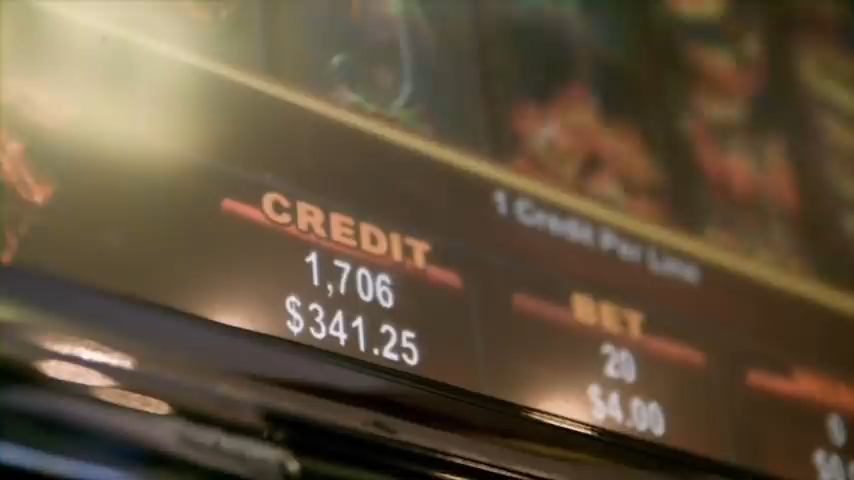 CREDIT
1,706
$341.25
1 Credit Per Line
BET
20
$4.00
0